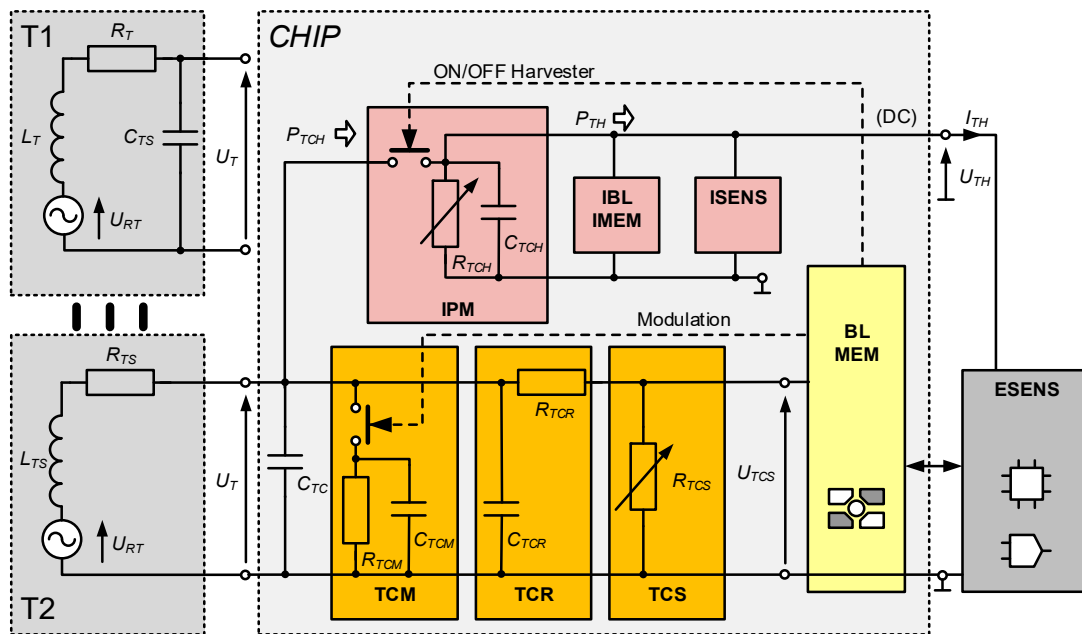 T1
R_T
L_T
C_TS
U_T
U_RT
CHIP
ON/OFF Harvester
P_TCH
P_TH
(DC)
I_TH
U_TH
R_TCH
C_TCH
IPM
IBL
IMEM
ISENS
Modulation
R_TS
L_TS
U_T
U_RT
T2
C_TC
R_TCM
C_TCM
TCM
R_TCR
C_TCR
TCR
R_TCS
TCS
U_TCS
BL
MEM
ESENS